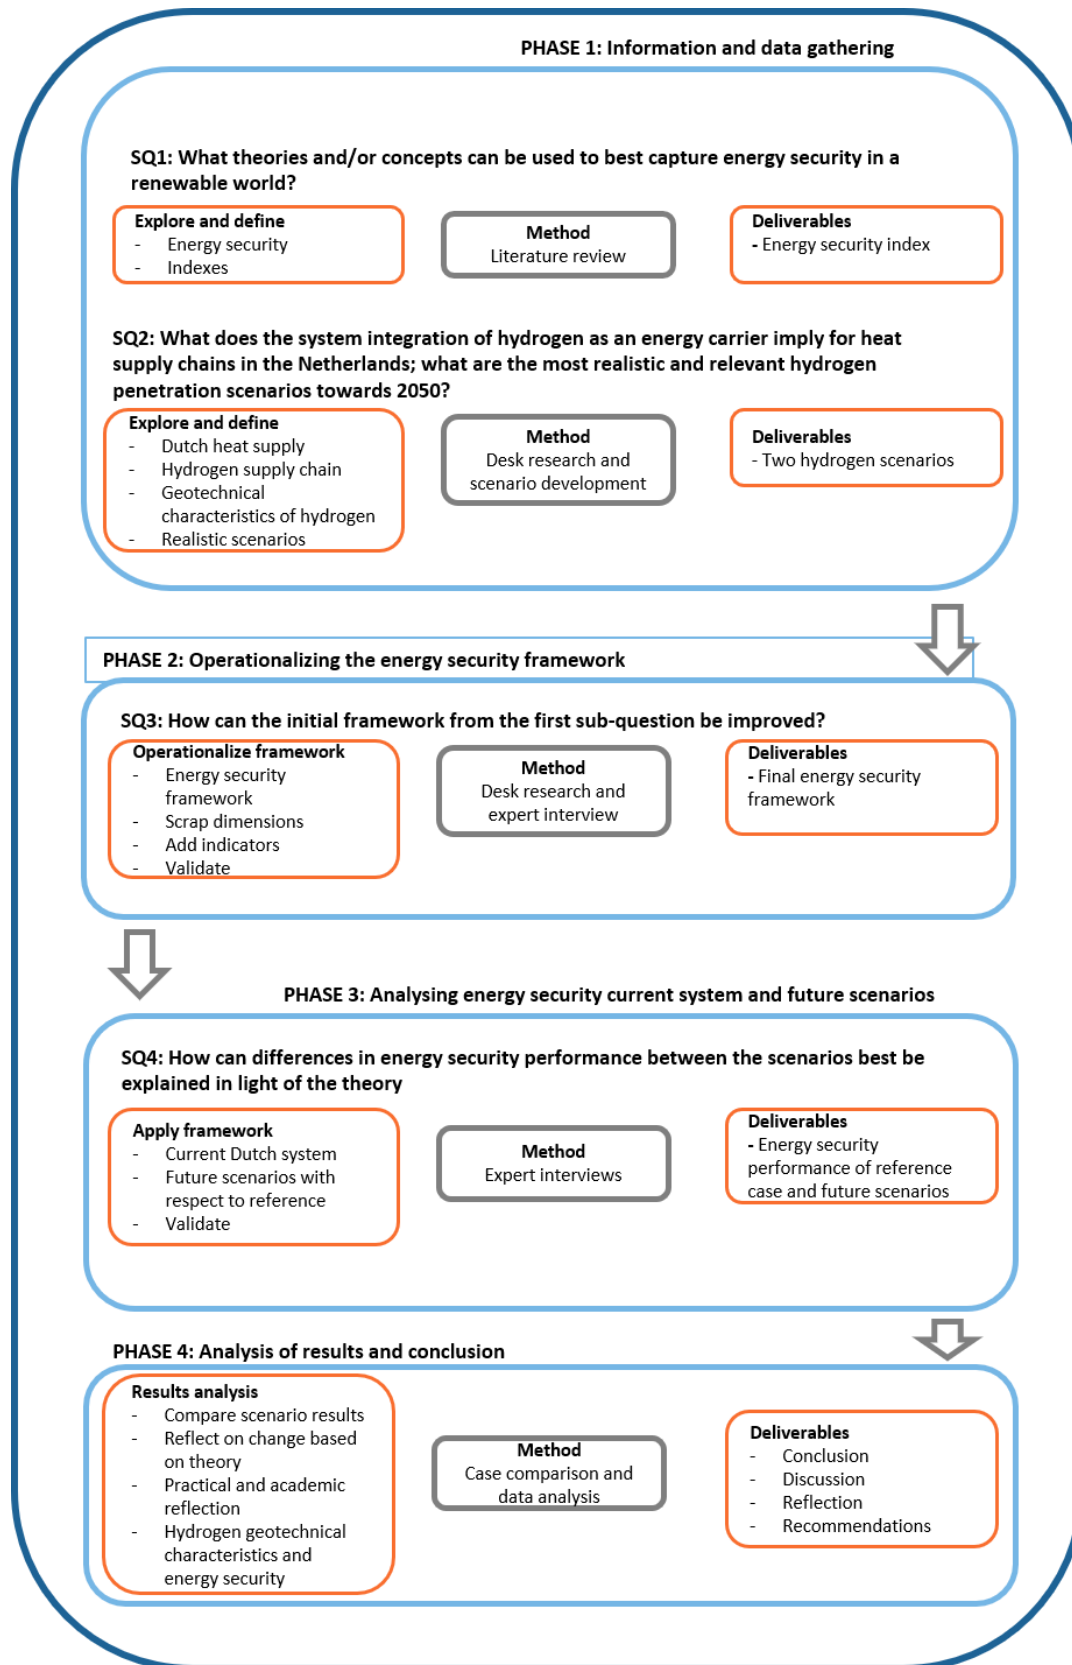 PHASE 1: Information and data gathering
SQ1: What theories and/or concepts can be used to best capture energy security in a
renewable world?
Explore and define
- Energy security
- Indexes
Method
Literature review
Deliverables
- Energy security index
SQ2: What does the system integration of hydrogen as an energy carrier imply for heat
supply chains in the Netherlands; what are the most realistic and relevant hydrogen
penetration scenarios towards 2050?
Explore and define
- Dutch heat supply
- Hydrogen supply chain
- Geotechnical
characteristics of hydrogen
- Realistic scenarios
Method
Desk research and
scenario development
Deliverables
- Two hydrogen scenarios
PHASE 2: Operationalizing the energy security framework
SQ3: How can the initial framework from the first sub-question be improved?
Operationalize framework
- Energy security
framework
- Scrap dimensions
- Add indicators
- Validate
Method
Desk research and
expert interview
Deliverables
- Final energy security
framework
PHASE 3: Analysing energy security current system and future scenarios
SQ4: How can differences in energy security performance between the scenarios best be
explained in light of the theory
Apply framework
- Current Dutch system
- Future scenarios with
respect to reference
- Validate
Method
Expert interviews
Deliverables
- Energy security
performance of reference
case and future scenarios
PHASE 4: Analysis of results and conclusion
Results analysis
- Compare scenario results
- Reflect on change based
on theory
- Practical and academic
reflection
- Hydrogen geotechnical
characteristics and
energy security
Method
Case comparison and
data analysis
Deliverables
- Conclusion
- Discussion
- Reflection
- Recommendations